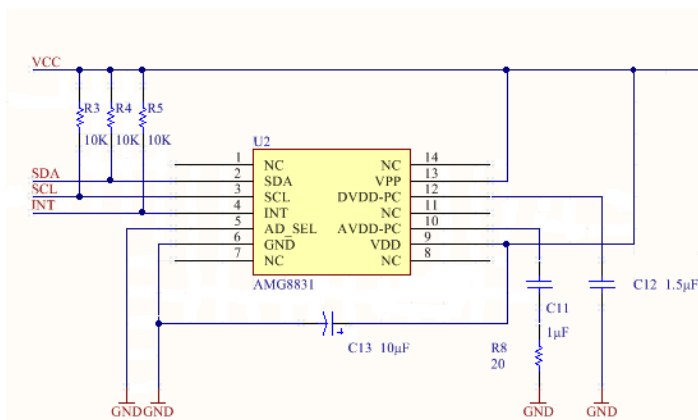 VCC
R3
R4
R5
10K
10K
10K
U2
SDA
SCL
INT
1 NC
2 SDA
3 SCL
4 INT
5 AD_SEL
6 GND
7 NC
NC 14
VPP 13
DVDD-PC 12
NC 11
AVDD-PC 10
VDD 9
NC 8
AMG8831
C13 10µF
C11
1µF
R8
20
C12 1.5µF
GND GND GND GND